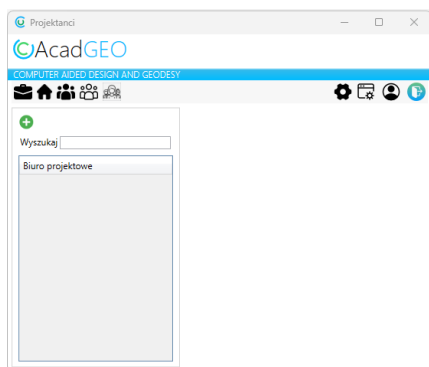 Projektanci
AcadGEO
COMPUTER AIDED DESIGN AND GEODESY
Wyszukaj
Biuro projektowe